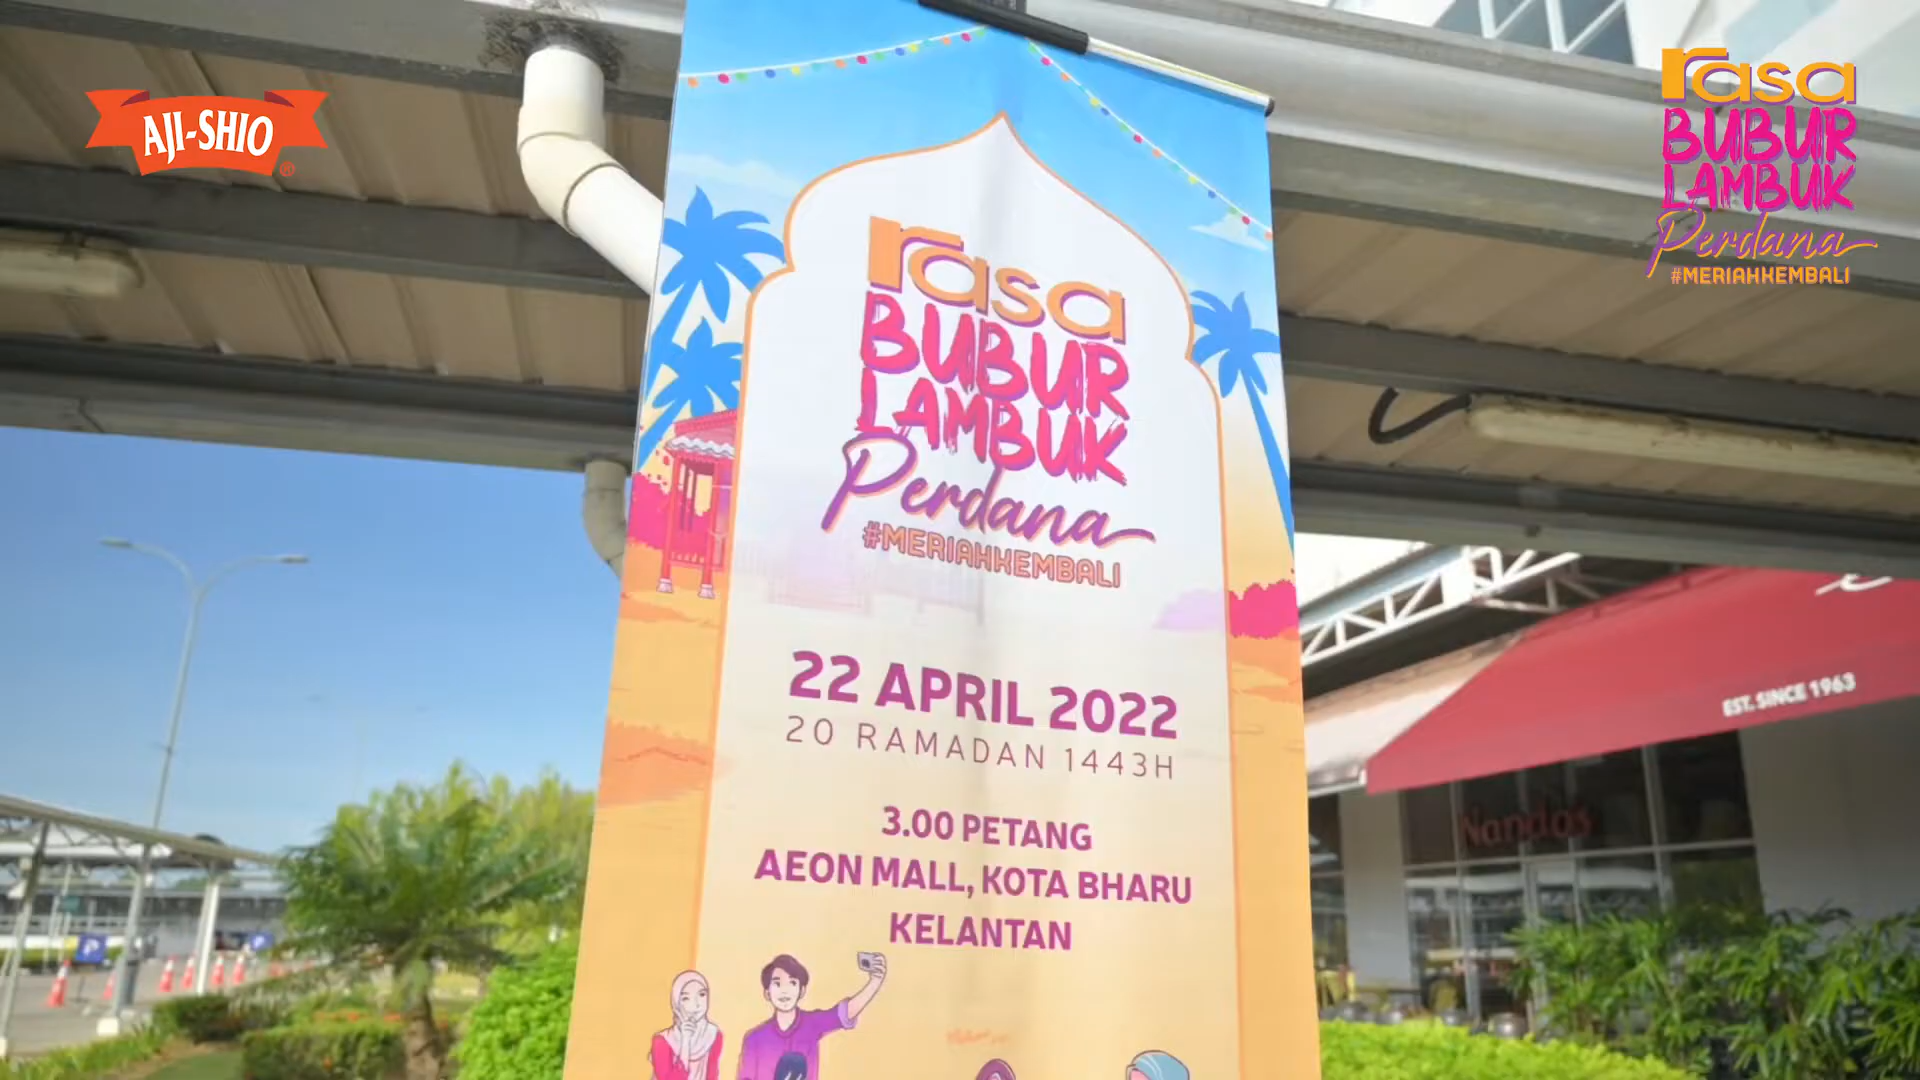 AJI-SHIO
®
rasa
BUBUR
LAMBUK
Perdana
#MERIAHKEMBALI
rasa
BUBUR
LAMBUK
Perdana
#MERIAHKEMBALI
22 APRIL 2022
20 RAMADAN 1443H
3.00 PETANG
AEON MALL, KOTA BHARU
KELANTAN
EST. SINCE 1963
Nandos
P